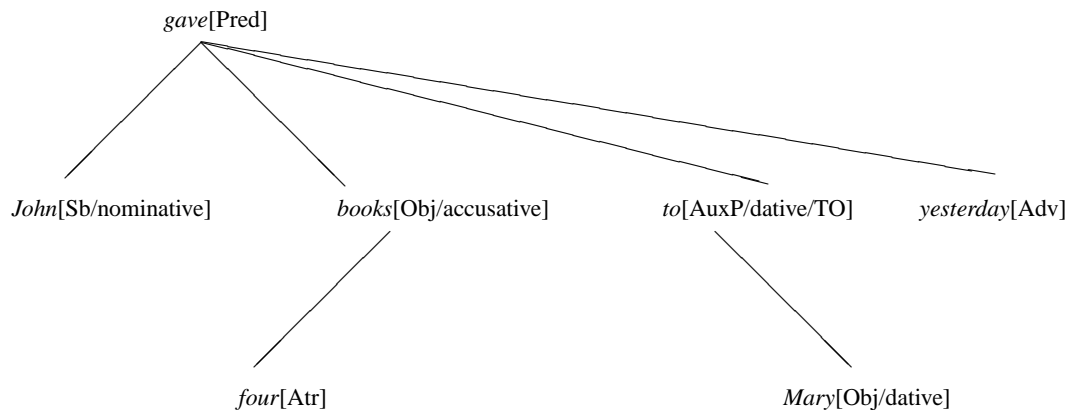 gave[Pred]
John[Sb/nominative] books[Obj/accusative] to[AuxP/dative/TO] yesterday[Adv]
four[Atr] Mary[Obj/dative]